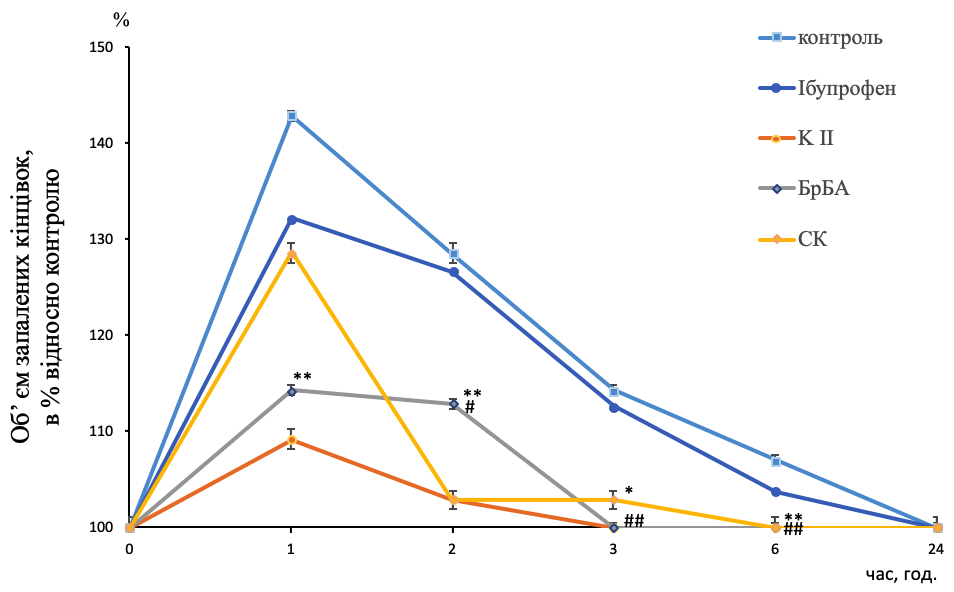 %
150
140
130
120
110
100
0
1
2
3
6
24
час, год.
Об’ єм запалених кінцівок,
в % відносно контролю
контроль
Ібупрофен
К ІІ
БрБА
СК
**
**
#
*
##
**
##